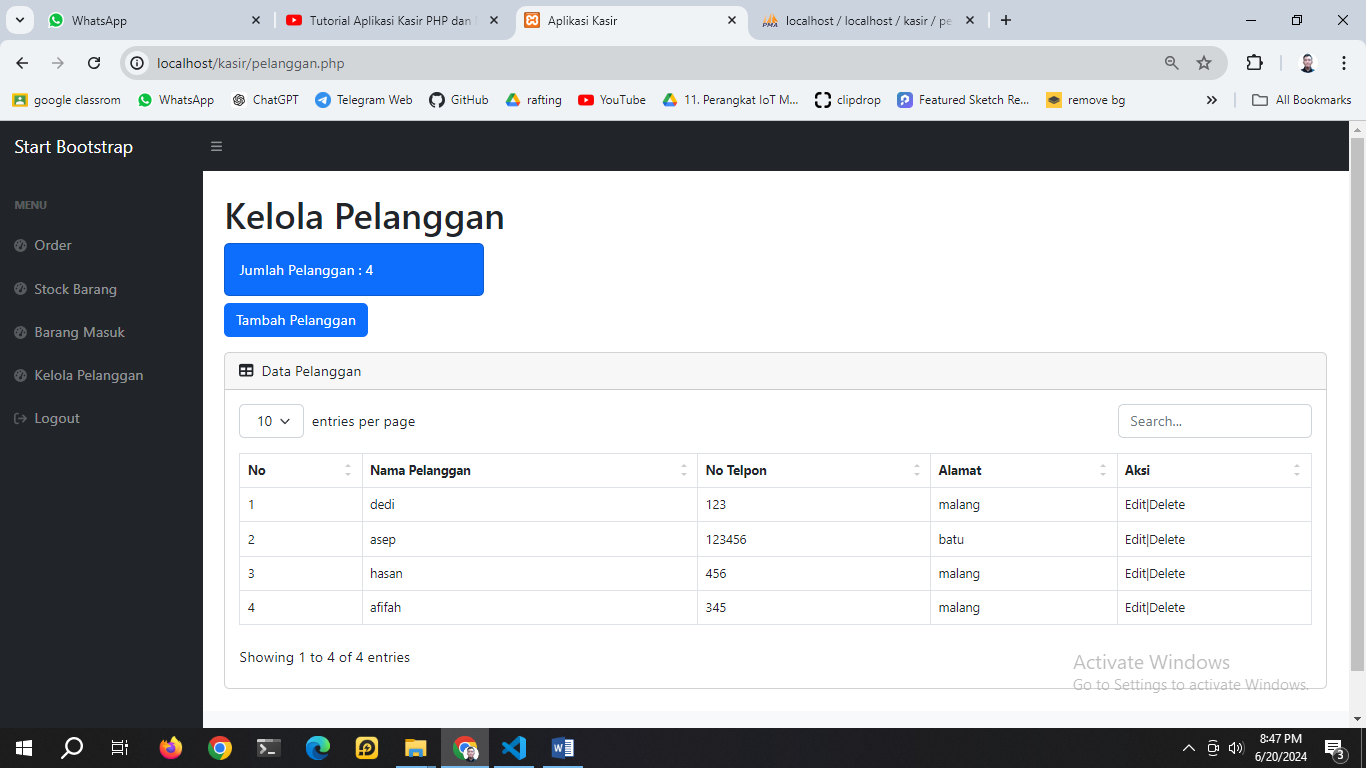 WhatsApp
Tutorial Aplikasi Kasir PHP dan
Aplikasi Kasir
PMA
localhost / localhost / kasir / pe
localhost/kasir/pelanggan.php
google classrom
WhatsApp
ChatGPT
Telegram Web
GitHub
rafting
YouTube
11. Perangkat IoT M...
clipdrop
Featured Sketch Re...
remove bg
All Bookmarks
Start Bootstrap
MENU
Order
Stock Barang
Barang Masuk
Kelola Pelanggan
Logout
Kelola Pelanggan
Jumlah Pelanggan : 4
Tambah Pelanggan
Data Pelanggan
10 entries per page
Search...
No Nama Pelanggan No Telpon Alamat Aksi
1 dedi 123 malang Edit|Delete
2 asep 123456 batu Edit|Delete
3 hasan 456 malang Edit|Delete
4 afifah 345 malang Edit|Delete
Showing 1 to 4 of 4 entries
Activate Windows
Go to Settings to activate Windows.
8:47 PM
6/20/2024
3